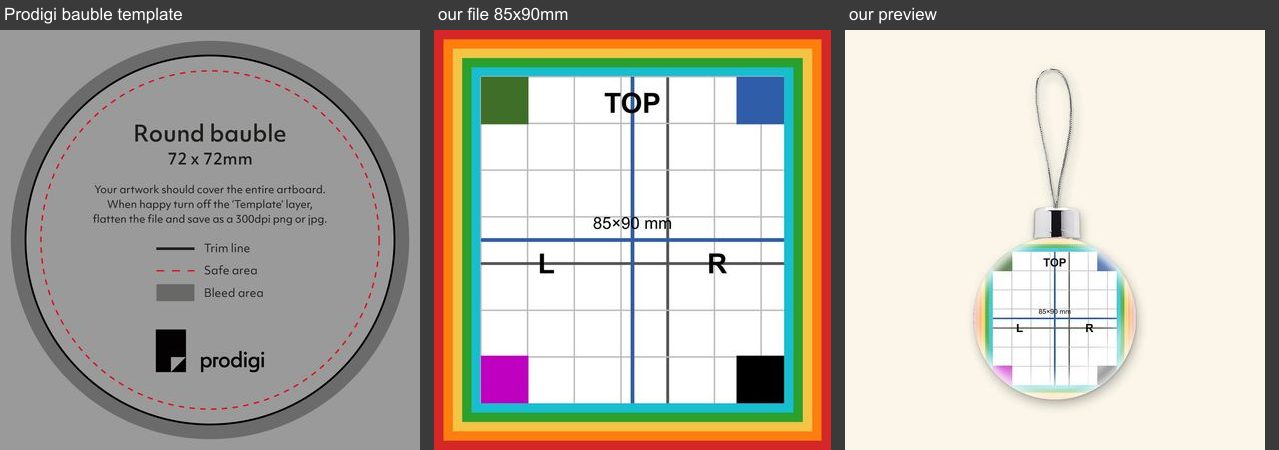 Prodigi bauble template
Round bauble
72 x 72mm
Your artwork should cover the entire artboard.
When happy turn off the ‘Template’ layer,
flatten the file and save as a 300dpi png or jpg.
Trim line
Safe area
Bleed area
prodigi
our file 85x90mm
TOP
85×90 mm
L R
our preview
TOP
85×90 mm
L R